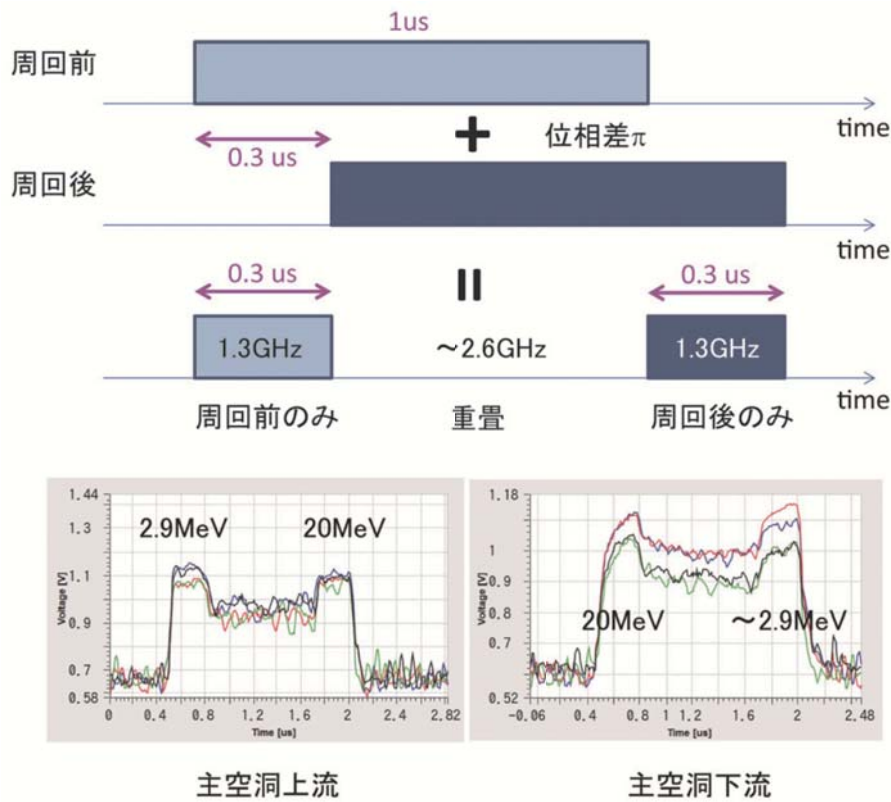 1us
周回前
time
+ 位相差π
0.3 us
周回後
time
0.3 us = 0.3 us
1.3GHz ～2.6GHz 1.3GHz
time
周回前のみ 重畳 周回後のみ
1.44
1.3
1.1
0.9
0.7
0.58
Voltage [V]
2.9MeV 20MeV
0 0.4 0.8 1.2 1.6 2 2.4 2.82
Time [us]
主空洞上流
1.18
1
0.9
0.8
0.7
0.6
0.52
Voltage [V]
20MeV ～2.9MeV
-0.06 0.4 0.8 1.2 1.6 2 2.48
Time [us]
主空洞下流